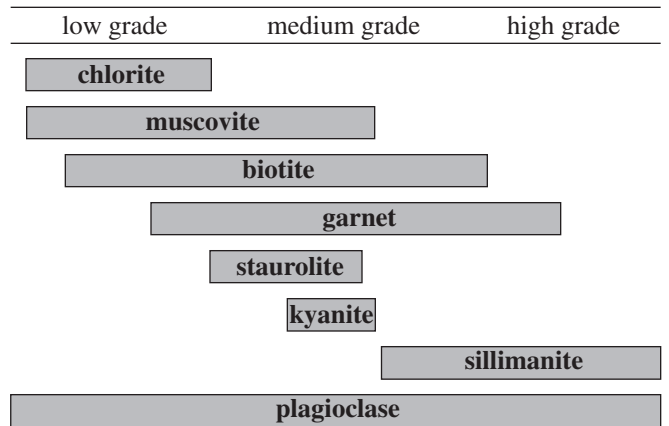 low grade medium grade high grade
chlorite
muscovite
biotite
garnet
staurolite
kyanite
sillimanite
plagioclase